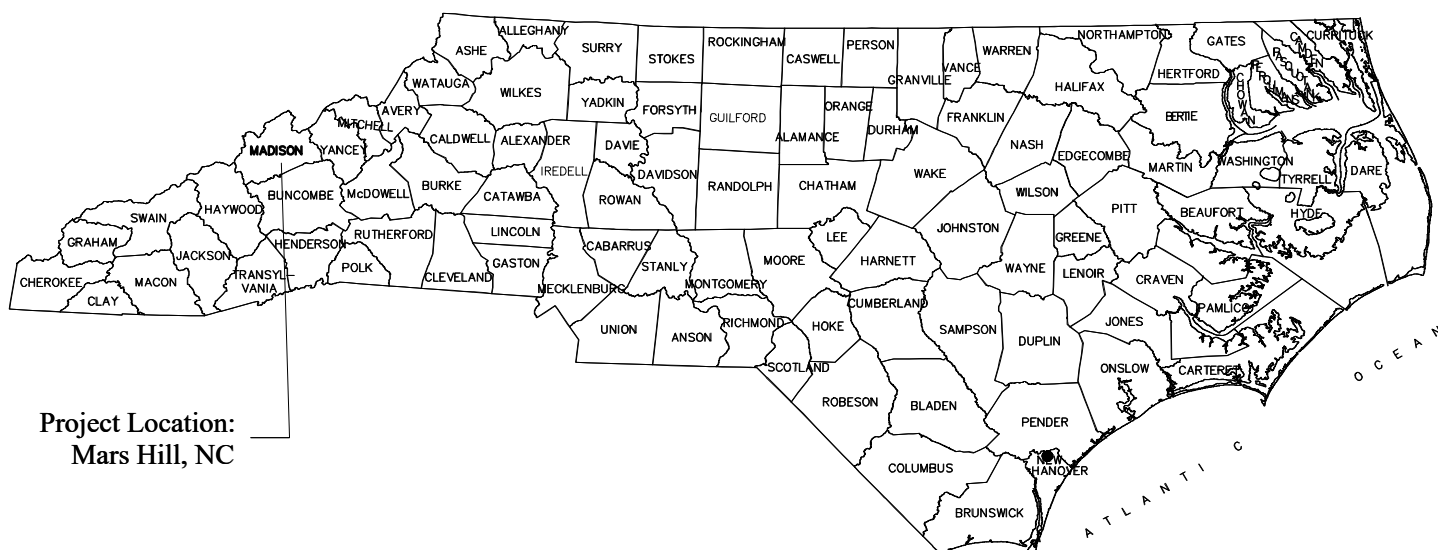 ALLEGHANY
ASHE
SURRY
STOKES
ROCKINGHAM
CASWELL
PERSON
GRANVILLE
VANCE
WARREN
NORTHAMPTON
GATES
CAMDEN
CURRITUCK
PASQUOTANK
PERQUIMANS
CHOWAN
HERTFORD
HALIFAX
BERTIE
WATAUGA
WILKES
YADKIN
FORSYTH
GUILFORD
ALAMANCE
ORANGE
DURHAM
FRANKLIN
NASH
EDGECOMBE
MARTIN
WASHINGTON
TYRRELL
DARE
AVERY
MITCHELL
CALDWELL
ALEXANDER
IREDELL
DAVIE
DAVIDSON
RANDOLPH
CHATHAM
WAKE
WILSON
PITT
BEAUFORT
HYDE
MADISON
YANCEY
BUNCOMBE
McDOWELL
BURKE
CATAWBA
ROWAN
JOHNSTON
GREENE
HAYWOOD
SWAIN
GRAHAM
JACKSON
HENDERSON
RUTHERFORD
LINCOLN
CABARRUS
STANLY
MOORE
LEE
HARNETT
WAYNE
LENOIR
CRAVEN
PAMLICO
CHEROKEE
CLAY
MACON
TRANSYL-
VANIA
POLK
CLEVELAND
GASTON
MECKLENBURG
MONTGOMERY
CUMBERLAND
SAMPSON
DUPLIN
JONES
UNION
ANSON
RICHMOND
HOKE
SCOTLAND
ONSLOW
CARTERET
ROBESON
BLADEN
PENDER
COLUMBUS
NEW
HANOVER
BRUNSWICK
ATLANTIC OCEAN
Project Location:
Mars Hill, NC